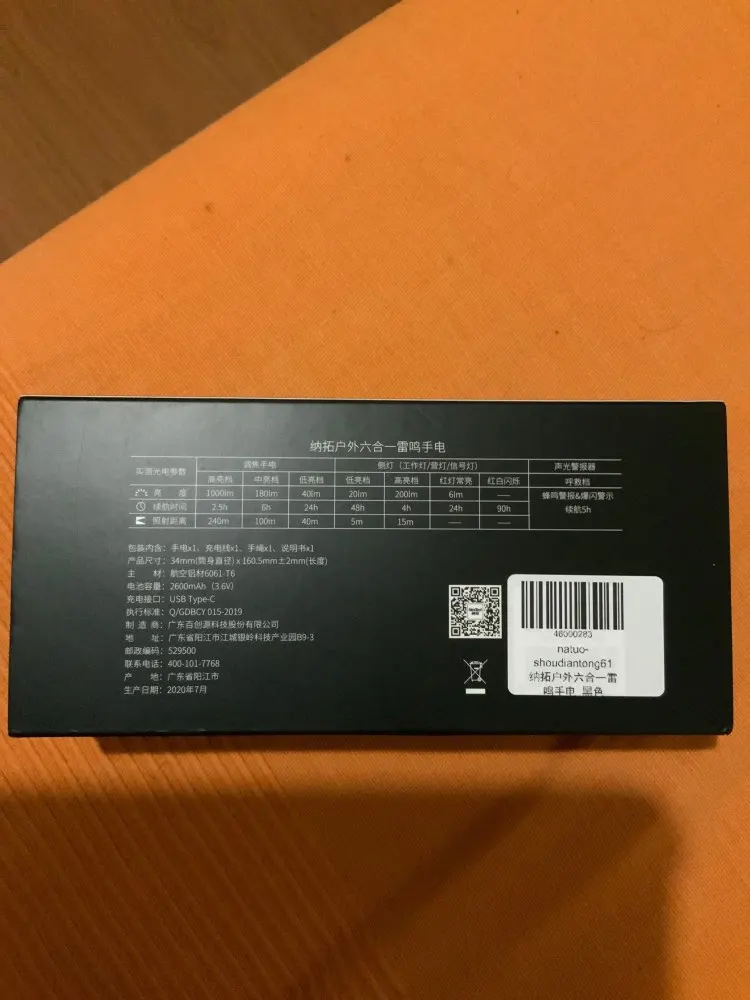 纳拓户外六合一雷鸣手电
实测光电参数 调焦手电 侧灯（工作灯/营灯/信号灯） 声光警报器
高亮档 中亮档 低亮档 低亮档 高亮档 红灯常亮 红白闪烁 呼救档
亮度 1000lm 180lm 40lm 20lm 200lm 6lm —— 蜂鸣警报&爆闪警示
续航时间 2.5h 6h 24h 48h 4h 24h 90h 续航5h
照射距离 240m 100m 40m 5m 15m —— ——
包装内含：手电x1、充电线x1、手绳x1、说明书x1
产品尺寸：34mm(筒身直径) x 160.5mm±2mm(长度)
主 材：航空铝材6061-T6
电池容量：2600mAh（3.6V）
充电接口：USB Type-C
执行标准：Q/GDBCY 015-2019
制 造 商：广东百创源科技股份有限公司
地 址：广东省阳江市江城银岭科技产业园B9-3
邮政编码：529500
联系电话：400-101-7768
产 地：广东省阳江市
生产日期：2020年7月
46000283
natuo-
shoudiantong61
纳拓户外六合一雷
鸣手电 黑色